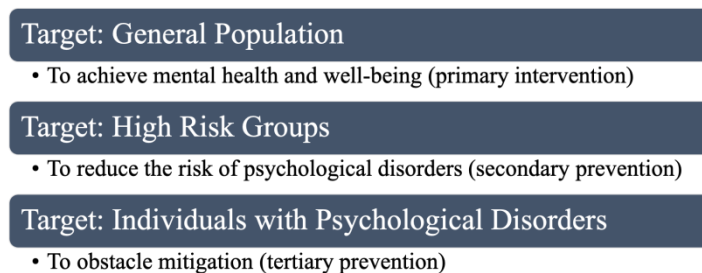 Target: General Population
• To achieve mental health and well-being (primary intervention)
Target: High Risk Groups
• To reduce the risk of psychological disorders (secondary prevention)
Target: Individuals with Psychological Disorders
• To obstacle mitigation (tertiary prevention)